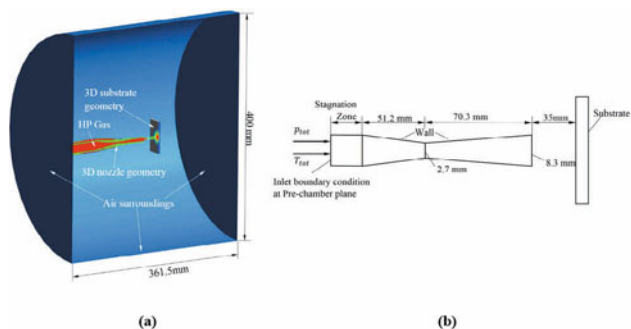 3D substrate
geometry
HP Gas
3D nozzle geometry
Air surroundings
400mm
361.5mm
(a)
Stagnation
Zone
51.2 mm
70.3 mm
35mm
Substrate
Ptot
Wall
Ttot
2.7 mm
8.3 mm
Inlet boundary condition
at Pre-chamber plane
(b)